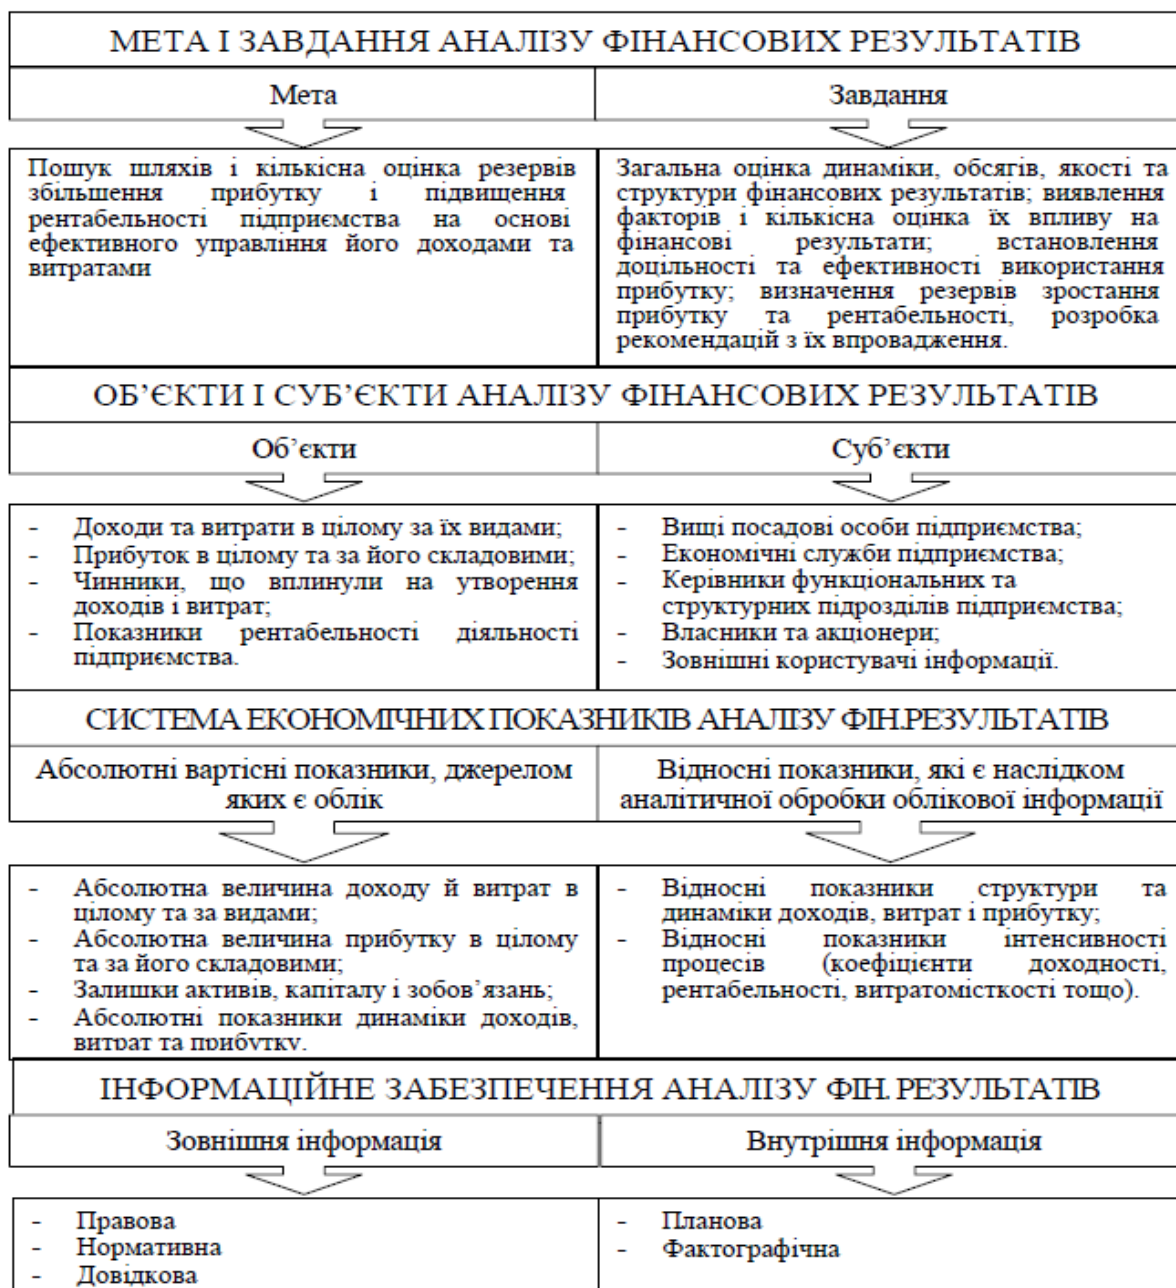 МЕТА І ЗАВДАННЯ АНАЛІЗУ ФІНАНСОВИХ РЕЗУЛЬТАТІВ
Мета
Завдання
Пошук шляхів і кількісна оцінка резервів
збільшення прибутку і підвищення
рентабельності підприємства на основі
ефективного управління його доходами та
витратами
Загальна оцінка динаміки, обсягів, якості та
структури фінансових результатів; виявлення
факторів і кількісна оцінка їх впливу на
фінансові результати; встановлення
доцільності та ефективності використання
прибутку; визначення резервів зростання
прибутку та рентабельності, розробка
рекомендацій з їх впровадження.
ОБ’ЄКТИ І СУБ’ЄКТИ АНАЛІЗУ ФІНАНСОВИХ РЕЗУЛЬТАТІВ
Об’єкти
Суб’єкти
- Доходи та витрати в цілому за їх видами;
- Прибуток в цілому та за його складовими;
- Чинники, що вплинули на утворення
доходів і витрат;
- Показники рентабельності діяльності
підприємства.
- Вищі посадові особи підприємства;
- Економічні служби підприємства;
- Керівники функціональних та
структурних підрозділів підприємства;
- Власники та акціонери;
- Зовнішні користувачі інформації.
СИСТЕМА ЕКОНОМІЧНИХ ПОКАЗНИКІВ АНАЛІЗУ ФІН.РЕЗУЛЬТАТІВ
Абсолютні вартісні показники, джерелом
яких є облік
Відносні показники, які є наслідком
аналітичної обробки облікової інформації
- Абсолютна величина доходу й витрат в
цілому та за видами;
- Абсолютна величина прибутку в цілому
та за його складовими;
- Залишки активів, капіталу і зобов’язань;
- Абсолютні показники динаміки доходів,
витрат та прибутку.
- Відносні показники структури та
динаміки доходів, витрат і прибутку;
- Відносні показники інтенсивності
процесів (коефіцієнти доходності,
рентабельності, витратомісткості тощо).
ІНФОРМАЦІЙНЕ ЗАБЕЗПЕЧЕННЯ АНАЛІЗУ ФІН. РЕЗУЛЬТАТІВ
Зовнішня інформація
Внутрішня інформація
- Правова
- Нормативна
- Довідкова
- Планова
- Фактографічна